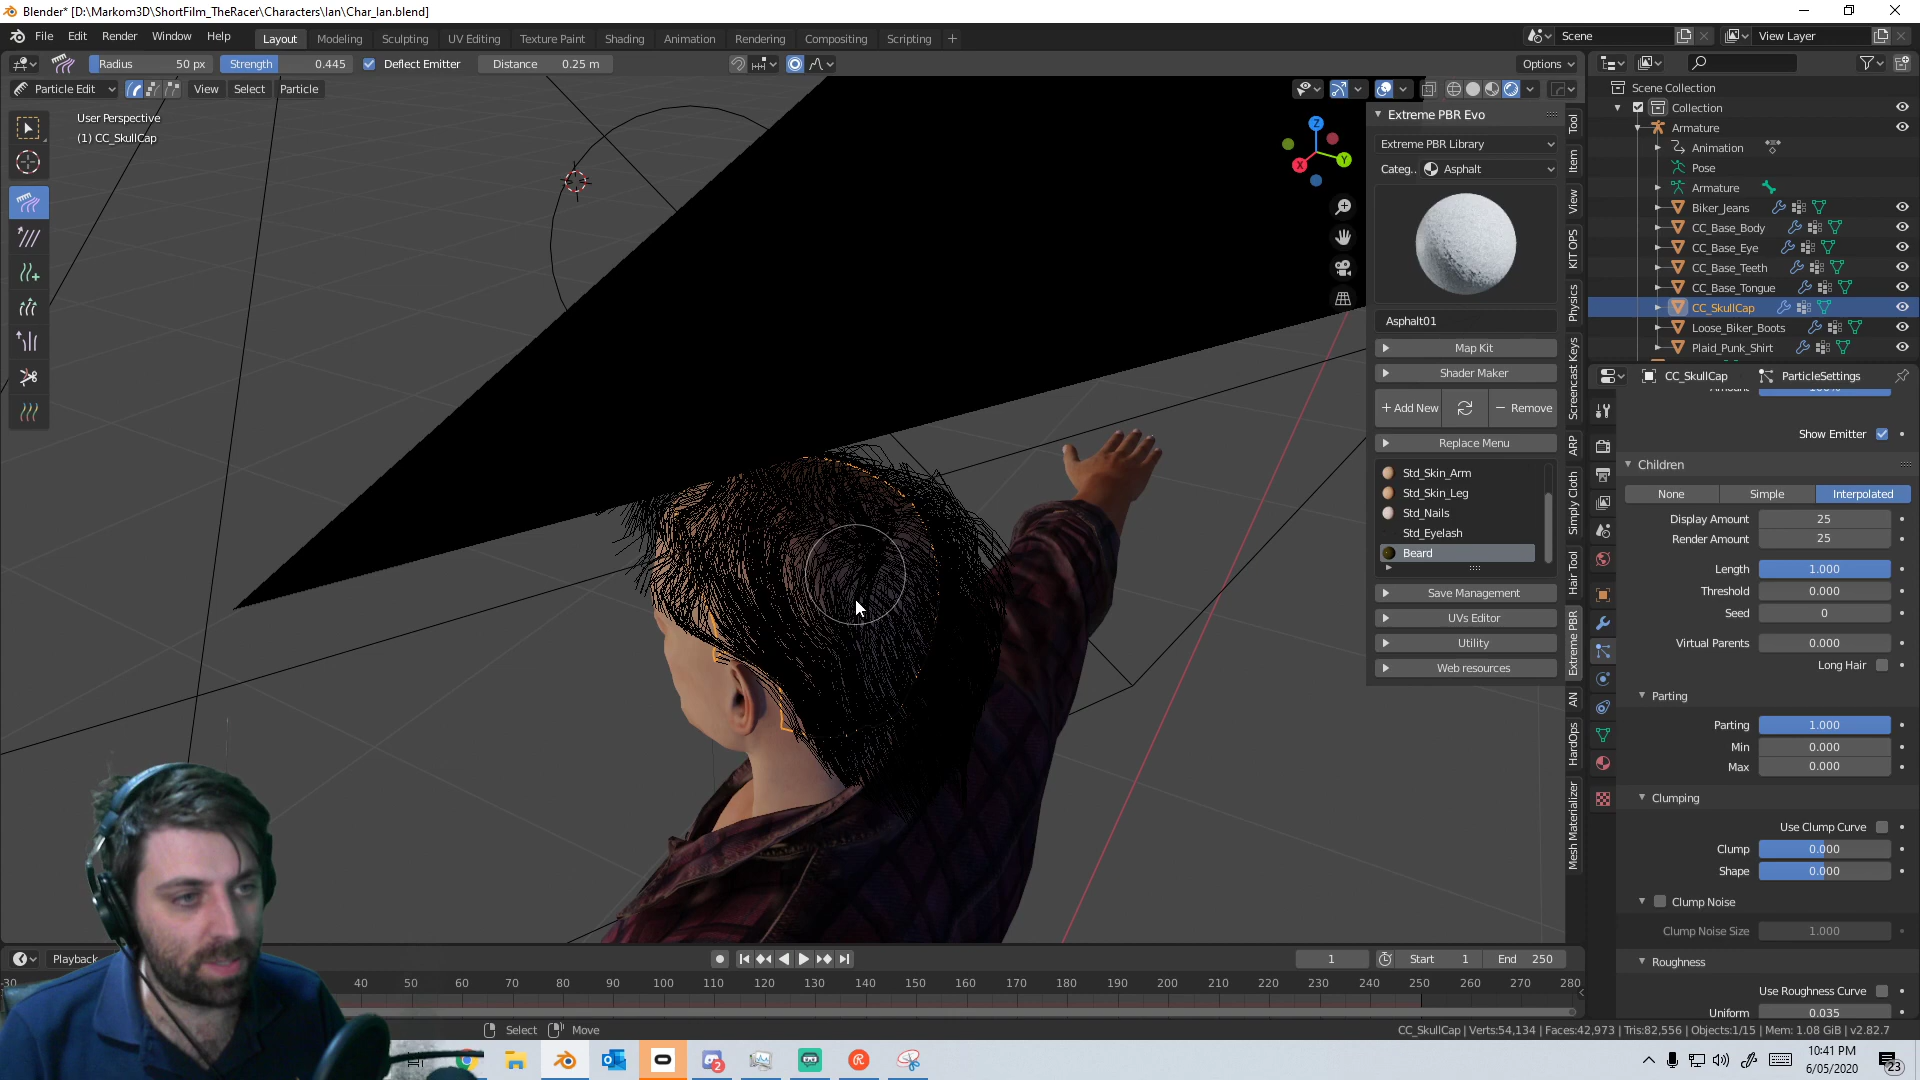 Blender* [D:\Markom3D\ShortFilm_TheRacer\Characters\Ian\Char_Ian.blend]
File Edit Render Window Help
Layout Modeling Sculpting UV Editing Texture Paint Shading Animation Rendering Compositing Scripting +
Scene
View Layer
Radius 50 px
Strength 0.445
Deflect Emitter
Distance 0.25 m
Options
Particle Edit
View Select Particle
User Perspective
(1) CC_SkullCap
Z
Y
X
Extreme PBR Evo
Extreme PBR Library
Categ.. Asphalt
Asphalt01
Map Kit
Shader Maker
+ Add New
Remove
Replace Menu
Std_Skin_Arm
Std_Skin_Leg
Std_Nails
Std_Eyelash
Beard
Save Management
UVs Editor
Utility
Web resources
Tool
Item
View
KIT OPS
Physics
Screencast Keys
ARP
Simply Cloth
Hair Tool
Extreme PBR
AN
HardOps
Mesh Materializer
Scene Collection
Collection
Armature
Animation
Pose
Armature
Biker_Jeans
CC_Base_Body
CC_Base_Eye
CC_Base_Teeth
CC_Base_Tongue
CC_SkullCap
Loose_Biker_Boots
Plaid_Punk_Shirt
CC_SkullCap ParticleSettings
Show Emitter
Children
None Simple Interpolated
Display Amount 25
Render Amount 25
Length 1.000
Threshold 0.000
Seed 0
Virtual Parents 0.000
Long Hair
Parting
Parting 1.000
Min 0.000
Max 0.000
Clumping
Use Clump Curve
Clump 0.000
Shape 0.000
Clump Noise
Clump Noise Size 1.000
Roughness
Use Roughness Curve
Uniform 0.035
Playback
1
Start 1
End 250
-30 40 50 60 70 80 90 100 110 120 130 140 150 160 170 180 190 200 210 220 230 240 250 260 270 280
Select
Move
CC_SkullCap | Verts:54,134 | Faces:42,973 | Tris:82,556 | Objects:1/15 | Mem: 1.08 GiB | v2.82.7
2
10:41 PM
6/05/2020
23